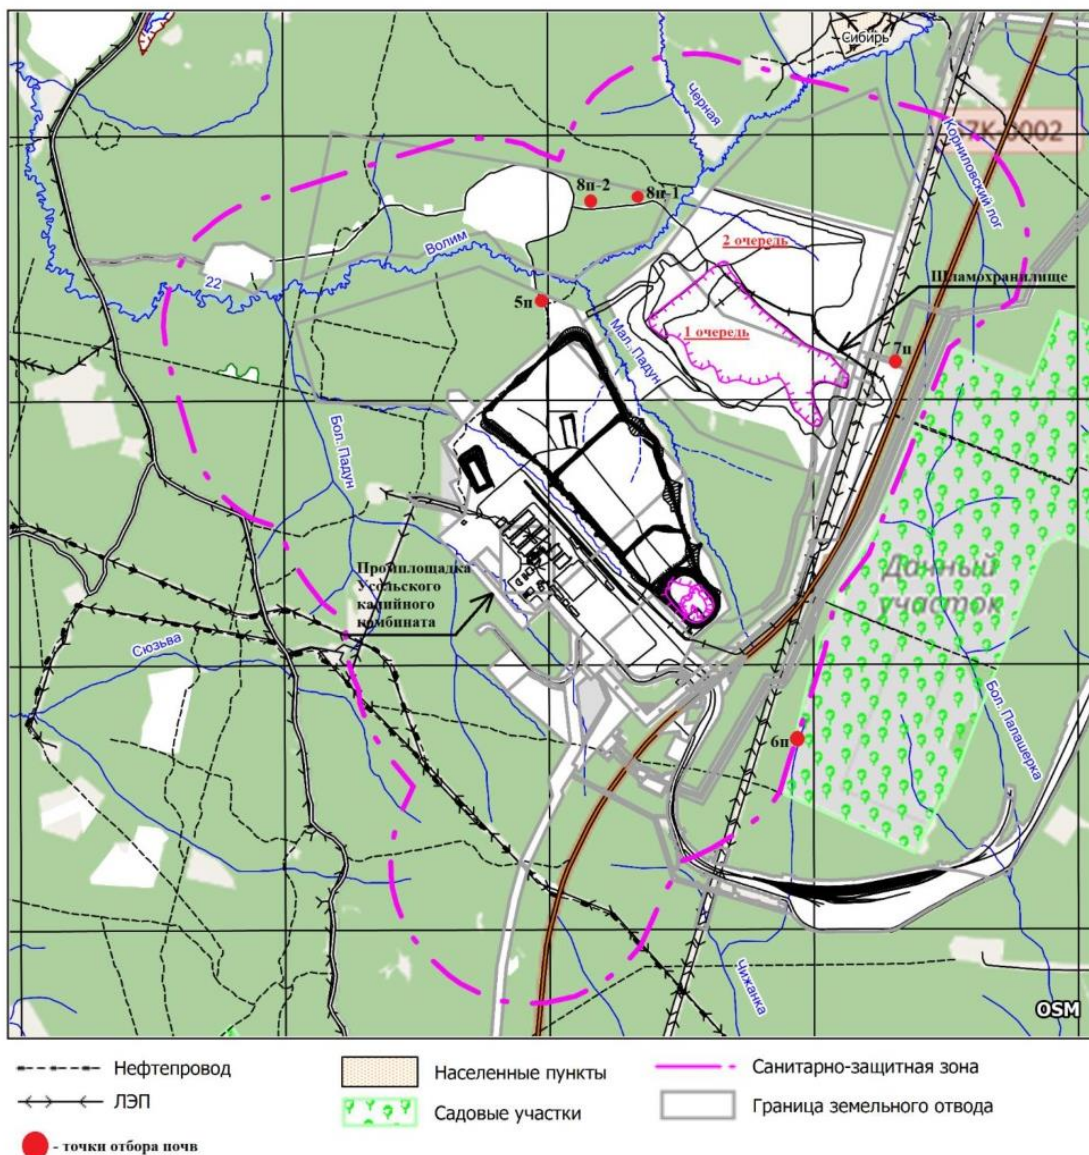 Сибирь
Черная
57K-0002
Корниловский лог
8п-2
8п-1
2 очередь
Волим
22
Шламохранилище
5п
1 очередь
7п
Мал. Падун
Бол. Падун
Промплощадка
Усольского
калийного
комбината
Данный
участок
Сюзьва
Бол. Палашерка
6п
Чижанка
OSM
Нефтепровод
Населенные пункты
Санитарно-защитная зона
ЛЭП
Садовые участки
Граница земельного отвода
- точки отбора почв